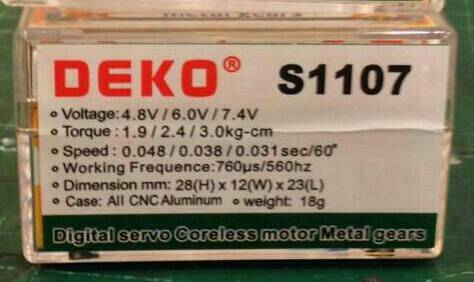 Metal Gears
DEKO® S1107
Voltage: 4.8V / 6.0V / 7.4V
Torque : 1.9 / 2.4 / 3.0kg-cm
Speed : 0.048 / 0.038 / 0.031sec/60°
Working Frequence:760µs/560hz
Dimension mm: 28(H) x 12(W) x 23(L)
Case: All CNC Aluminum weight: 18g
Digital servo Coreless motor Metal gears